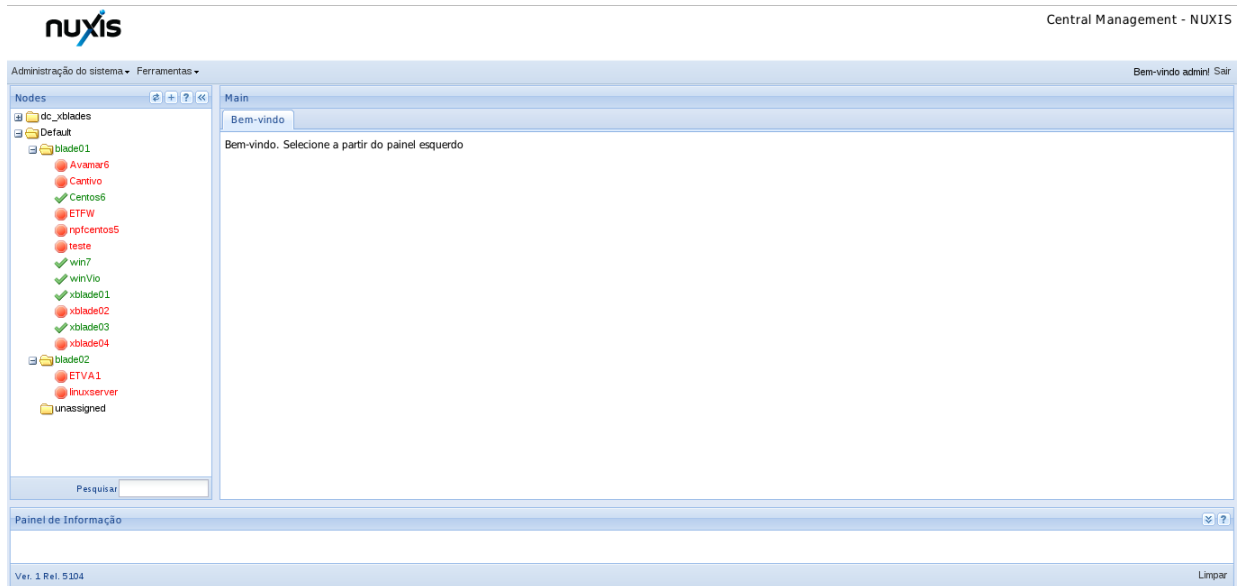 nuxis
Central Management - NUXIS
Administração do sistema Ferramentas
Bem-vindo admin! Sair
Nodes
dc_xblades
Default
blade01
Avamar6
Cantivo
Centos6
ETFW
npfcentos5
teste
win7
winVio
xblade01
xblade02
xblade03
xblade04
blade02
ETVA1
linuxserver
unassigned
Pesquisar
Main
Bem-vindo
Bem-vindo. Selecione a partir do painel esquerdo
Painel de Informação
Ver. 1 Rel. 5104
Limpar